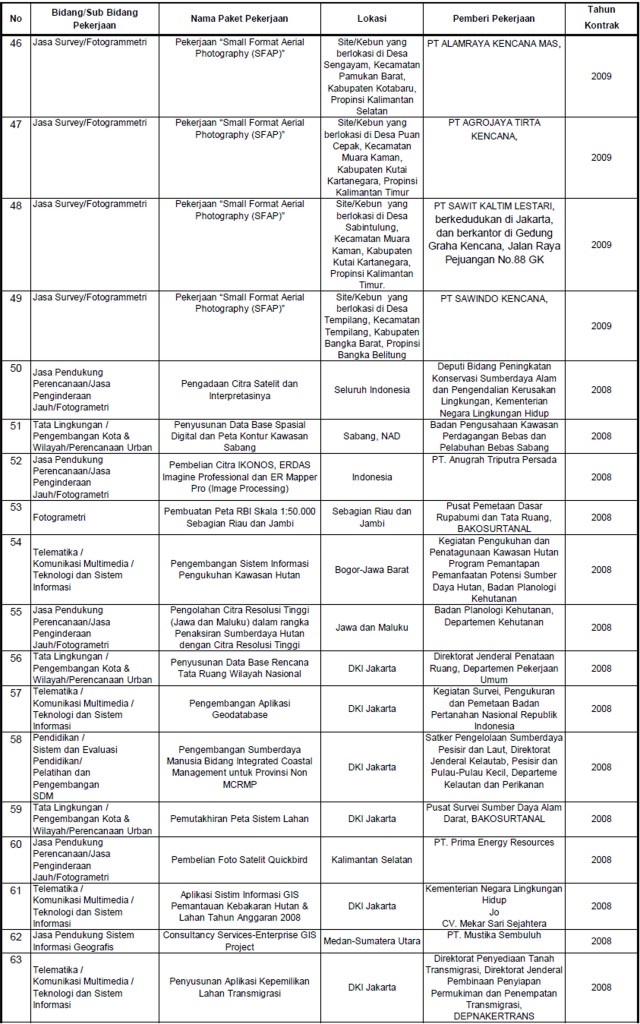 No
Bidang/Sub Bidang
Pekerjaan
Nama Paket Pekerjaan
Lokasi
Pemberi Pekerjaan
Tahun
Kontrak
46
Jasa Survey/Fotogrammetri
Pekerjaan “Small Format Aerial
Photography (SFAP)”
Site/Kebun yang
berlokasi di Desa
Sengayam, Kecamatan
Pamukan Barat,
Kabupaten Kotabaru,
Propinsi Kalimantan
Selatan
PT ALAMRAYA KENCANA MAS,
2009
47
Jasa Survey/Fotogrammetri
Pekerjaan “Small Format Aerial
Photography (SFAP)”
Site/Kebun yang
berlokasi di Desa Puan
Cepak, Kecamatan
Muara Kaman,
Kabupaten Kutai
Kartanegara, Propinsi
Kalimantan Timur
PT AGROJAYA TIRTA
KENCANA,
2009
48
Jasa Survey/Fotogrammetri
Pekerjaan “Small Format Aerial
Photography (SFAP)”
Site/Kebun yang
berlokasi di Desa
Sabintulung,
Kecamatan Muara
Kaman, Kabupaten
Kutai Kartanegara,
Propinsi Kalimantan
Timur.
PT SAWIT KALTIM LESTARI,
berkedudukan di Jakarta,
dan berkantor di Gedung
Graha Kencana, Jalan Raya
Pejuangan No.88 GK
2009
49
Jasa Survey/Fotogrammetri
Pekerjaan “Small Format Aerial
Photography (SFAP)”
Site/Kebun yang
berlokasi di Desa
Tempilang, Kecamatan
Tempilang, Kabupaten
Bangka Barat, Propinsi
Bangka Belitung
PT SAWINDO KENCANA,
2009
50
Jasa Pendukung
Perencanaan/Jasa
Penginderaan
Jauh/Fotogrametri
Pengadaan Citra Satelit dan
Interpretasinya
Seluruh Indonesia
Deputi Bidang Peningkatan
Konservasi Sumberdaya Alam
dan Pengendalian Kerusakan
Lingkungan, Kementerian
Negara Lingkungan Hidup
2008
51
Tata Lingkungan /
Pengembangan Kota &
Wilayah/Perencanaan Urban
Penyusunan Data Base Spasial
Digital dan Peta Kontur Kawasan
Sabang
Sabang, NAD
Badan Pengusahaan Kawasan
Perdagangan Bebas dan
Pelabuhan Bebas Sabang
2008
52
Jasa Pendukung
Perencanaan/Jasa
Penginderaan
Jauh/Fotogrametri
Pembelian Citra IKONOS, ERDAS
Imagine Professional dan ER Mapper
Pro (Image Processing)
Indonesia
PT. Anugrah Triputra Persada
2008
53
Fotogrametri
Pembuatan Peta RBI Skala 1:50.000
Sebagian Riau dan Jambi
Sebagian Riau dan
Jambi
Pusat Pemetaan Dasar
Rupabumi dan Tata Ruang,
BAKOSURTANAL
2008
54
Telematika /
Komunikasi Multimedia /
Teknologi dan Sistem
Informasi
Pengembangan Sistem Informasi
Pengukuhan Kawasan Hutan
Bogor-Jawa Barat
Kegiatan Pengukuhan dan
Penatagunaan Kawasan Hutan
Program Pemantapan
Pemanfaatan Potensi Sumber
Daya Hutan, Badan Planologi
Kehutanan
2008
55
Jasa Pendukung
Perencanaan/Jasa
Penginderaan
Jauh/Fotogrametri
Pengolahan Citra Resolusi Tinggi
(Jawa dan Maluku) dalam rangka
Penaksiran Sumberdaya Hutan
dengan Citra Resolusi Tinggi
Jawa dan Maluku
Badan Planologi Kehutanan,
Departemen Kehutanan
2008
56
Tata Lingkungan /
Pengembangan Kota &
Wilayah/Perencanaan Urban
Penyusunan Data Base Rencana
Tata Ruang Wilayah Nasional
DKI Jakarta
Direktorat Jenderal Penataan
Ruang, Departemen Pekerjaan
Umum
2008
57
Telematika /
Komunikasi Multimedia /
Teknologi dan Sistem
Informasi
Pengembangan Aplikasi
Geodatabase
DKI Jakarta
Kegiatan Survei, Pengukuran
dan Pemetaan Badan
Pertanahan Nasional Republik
Indonesia
2008
58
Pendidikan /
Sistem dan Evaluasi
Pendidikan/
Pelatihan dan
Pengembangan
SDM
Pengembangan Sumberdaya
Manusia Bidang Integrated Coastal
Management untuk Provinsi Non
MCRMP
DKI Jakarta
Satker Pengelolaan Sumberdaya
Pesisir dan Laut, Direktorat
Jenderal Kelautab, Pesisir dan
Pulau-Pulau Kecil, Departeme
Kelautan dan Perikanan
2008
59
Tata Lingkungan /
Pengembangan Kota &
Wilayah/Perencanaan Urban
Pemutakhiran Peta Sistem Lahan
DKI Jakarta
Pusat Survei Sumber Daya Alam
Darat, BAKOSURTANAL
2008
60
Jasa Pendukung
Perencanaan/Jasa
Penginderaan
Jauh/Fotogrametri
Pembelian Foto Satelit Quickbird
Kalimantan Selatan
PT. Prima Energy Resources
2008
61
Telematika /
Komunikasi Multimedia /
Teknologi dan Sistem
Informasi
Aplikasi Sistim Informasi GIS
Pemantauan Kebakaran Hutan &
Lahan Tahun Anggaran 2008
DKI Jakarta
Kementerian Negara Lingkungan
Hidup
Jo
CV. Mekar Sari Sejahtera
2008
62
Jasa Pendukung Sistem
Informasi Geografis
Consultancy Services-Enterprise GIS
Project
Medan-Sumatera Utara
PT. Mustika Sembuluh
2008
63
Telematika /
Komunikasi Multimedia /
Teknologi dan Sistem
Informasi
Penyusunan Aplikasi Kepemilikan
Lahan Transmigrasi
DKI Jakarta
Direktorat Penyediaan Tanah
Transmigrasi, Direktorat Jenderal
Pembinaan Penyiapan
Permukiman dan Penempatan
Transmigrasi,
DEPNAKERTRANS
2008